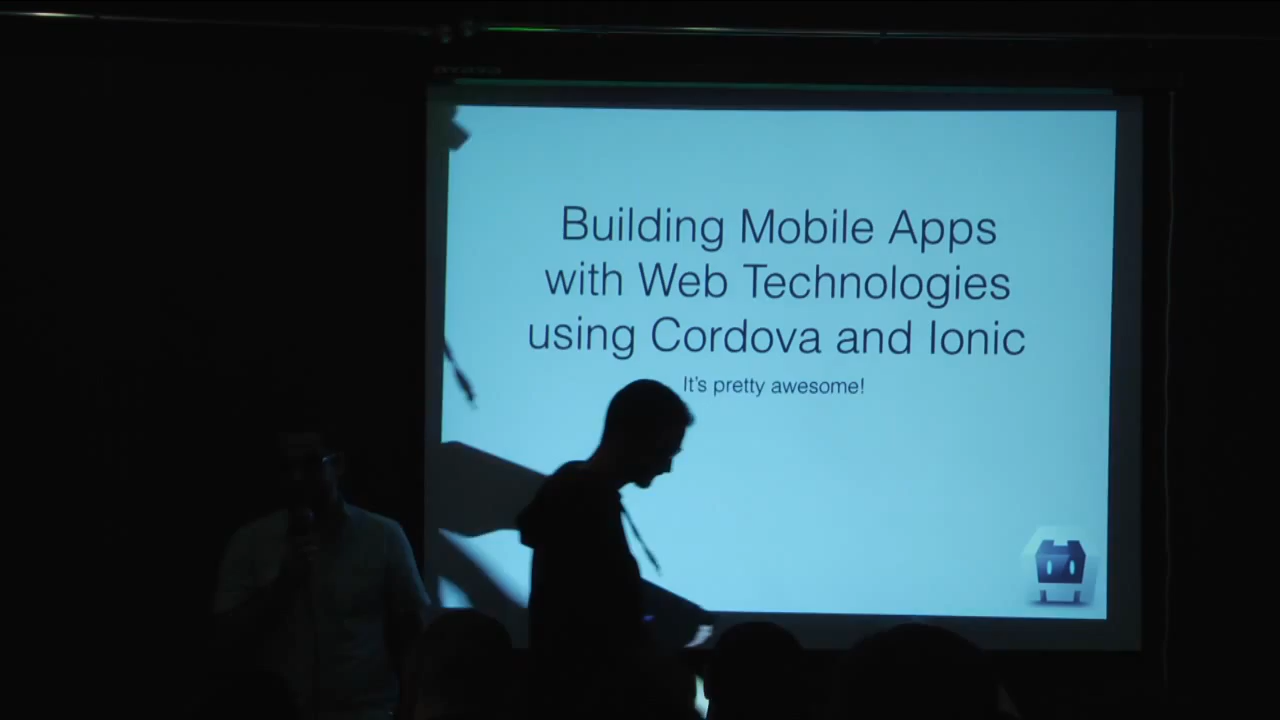 Building Mobile Apps
with Web Technologies
using Cordova and Ionic
It's pretty awesome!